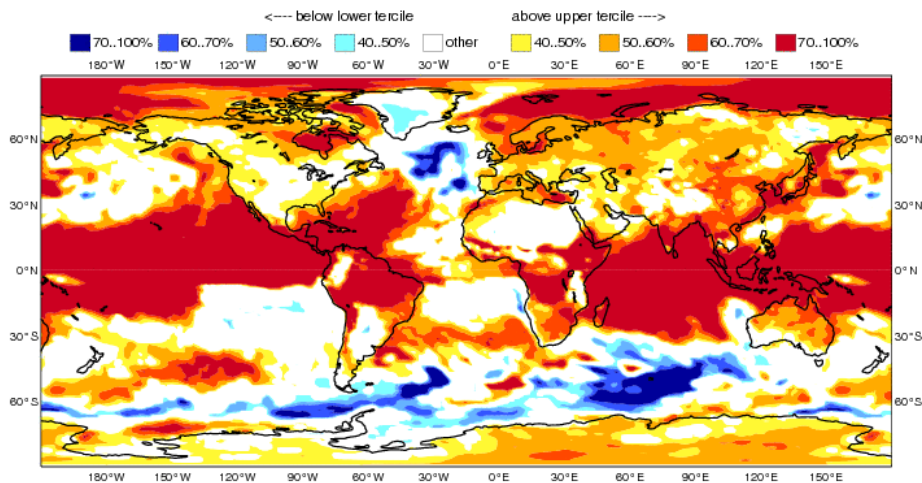 <---- below lower tercile above upper tercile ---->
70..100% 60..70% 50..60% 40..50% other 40..50% 50..60% 60..70% 70..100%
180°W 150°W 120°W 90°W 60°W 30°W 0°E 30°E 60°E 90°E 120°E 150°E
60°N 60°N
30°N 30°N
0°N 0°N
30°S 30°S
60°S 60°S
180°W 150°W 120°W 90°W 60°W 30°W 0°E 30°E 60°E 90°E 120°E 150°E